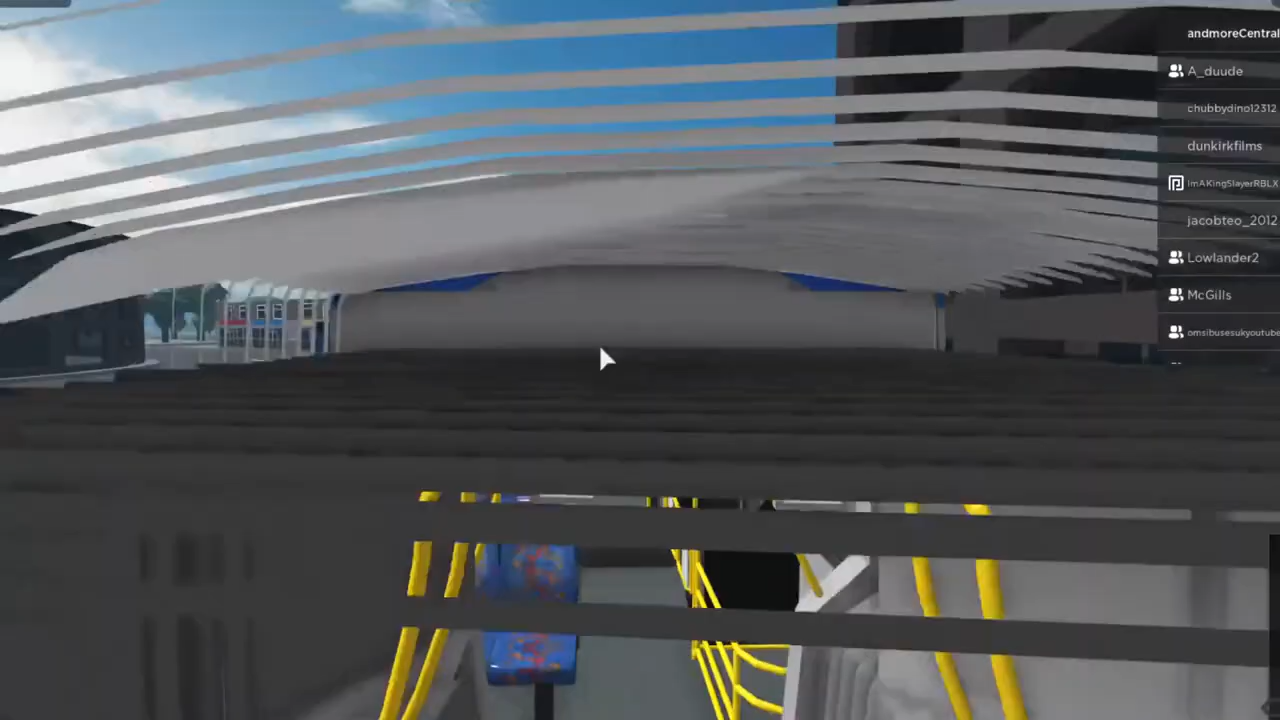 andmoreCentral
A_duude
chubbydino12312
dunkirkfilms
ImAKingSlayerRBLX
jacobteo_2012
Lowlander2
McGills
omsibusesukyoutube